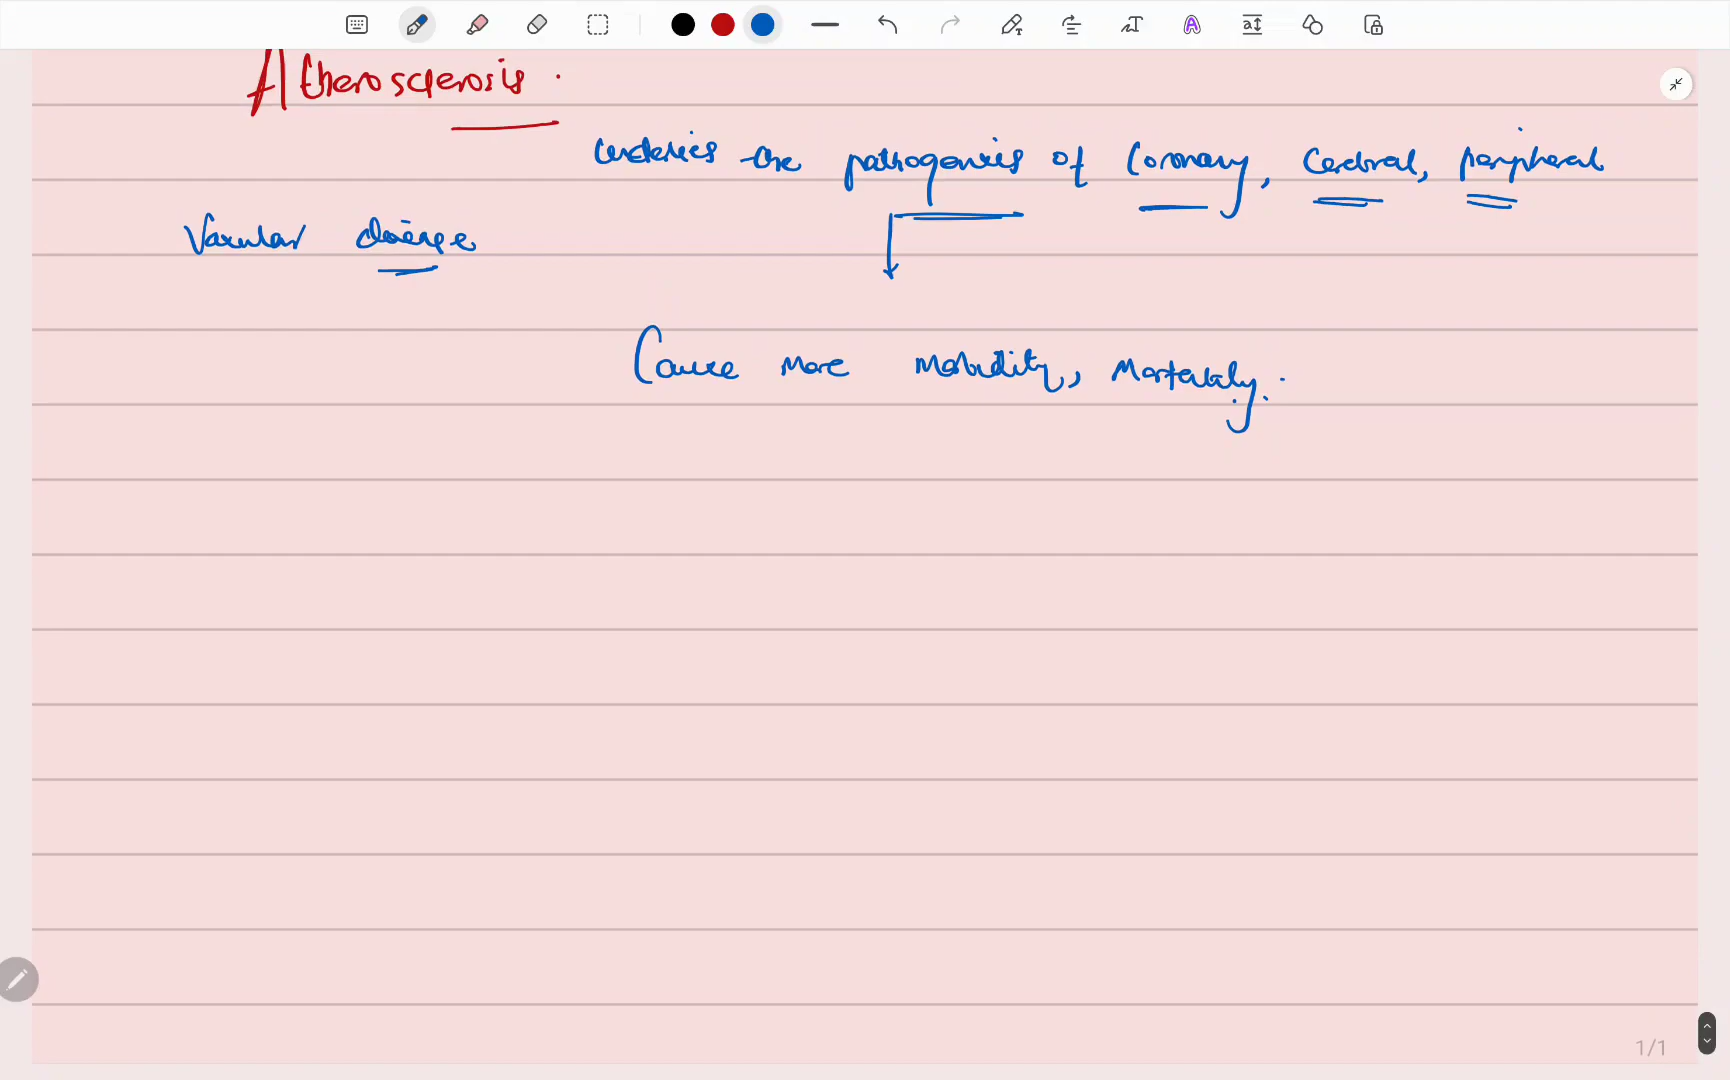 Atherosclerosis.
underlies the pathogenesis of Coronary, Cerebral, peripheral
Vascular disease
Cause more morbidity, Mortality.
1/1